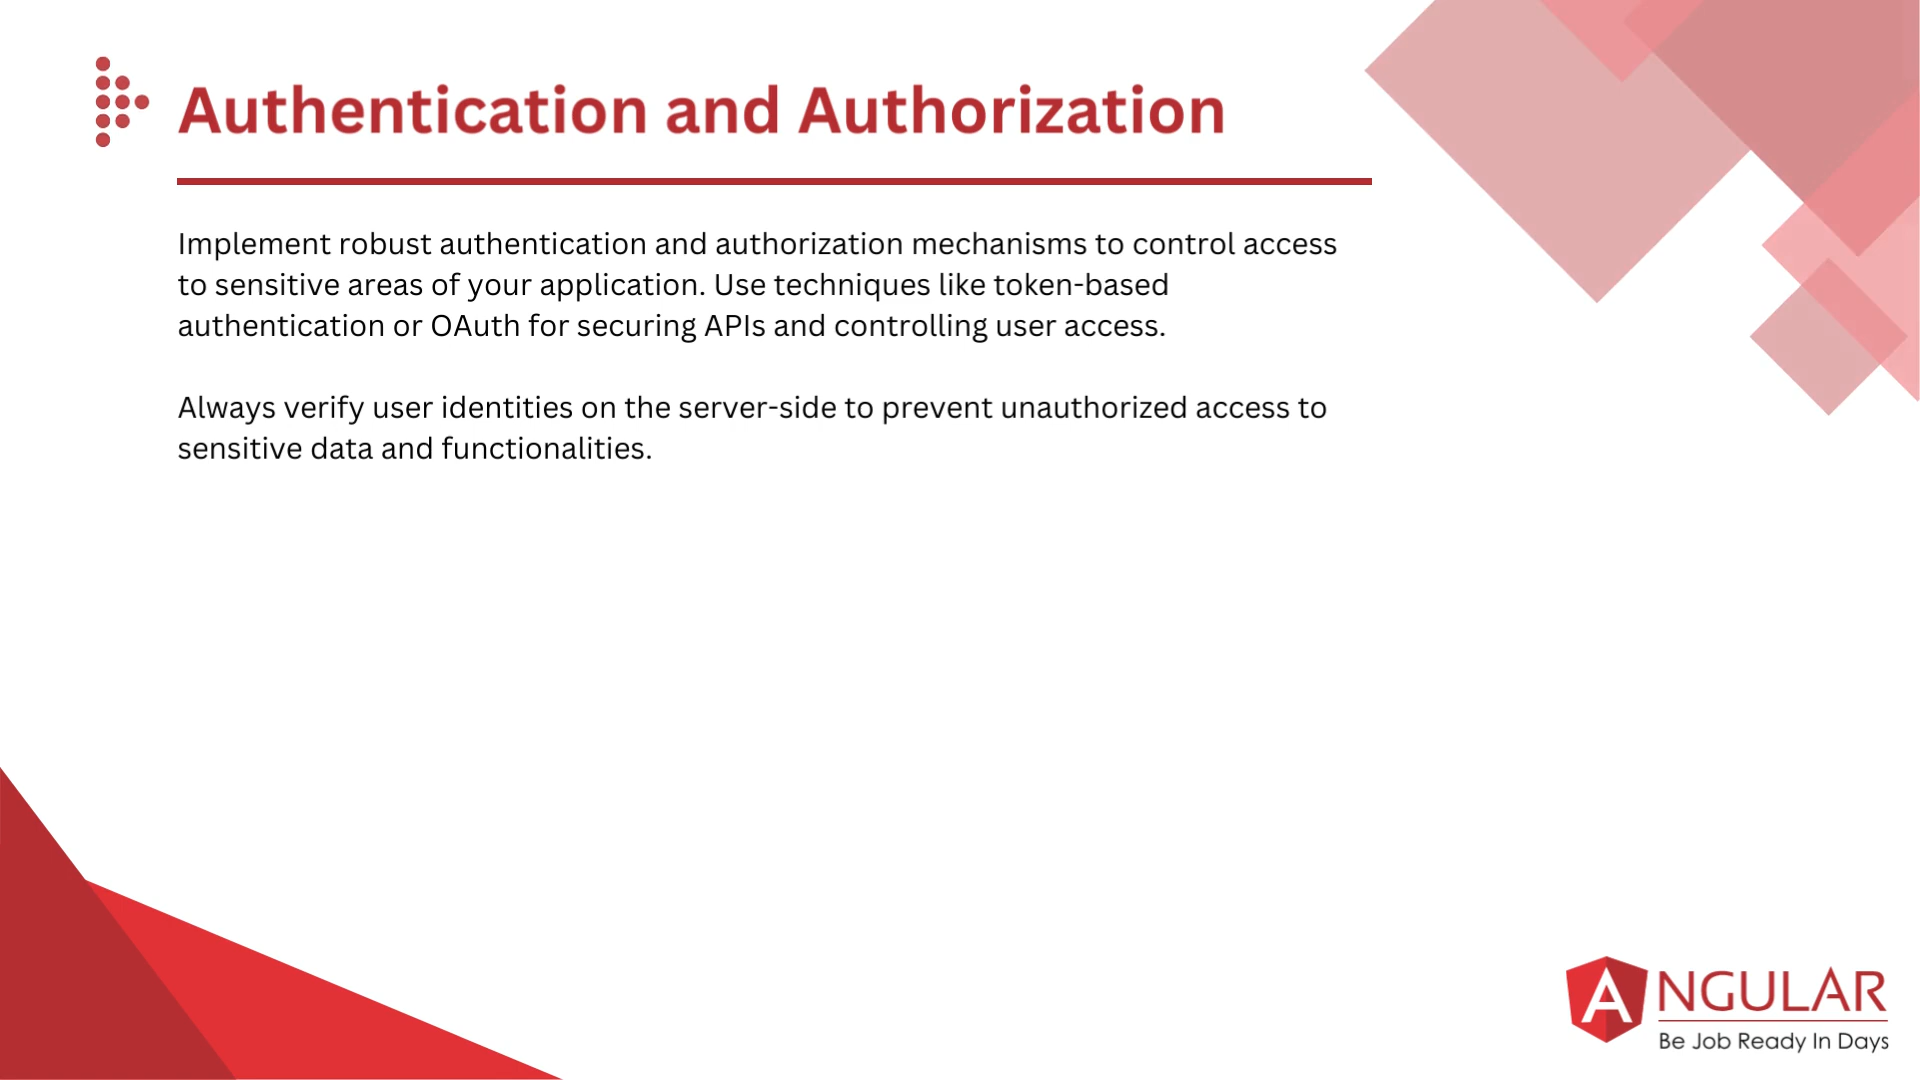 Authentication and Authorization
Implement robust authentication and authorization mechanisms to control access
to sensitive areas of your application. Use techniques like token-based
authentication or OAuth for securing APIs and controlling user access.
Always verify user identities on the server-side to prevent unauthorized access to
sensitive data and functionalities.
ANGULAR
Be Job Ready In Days